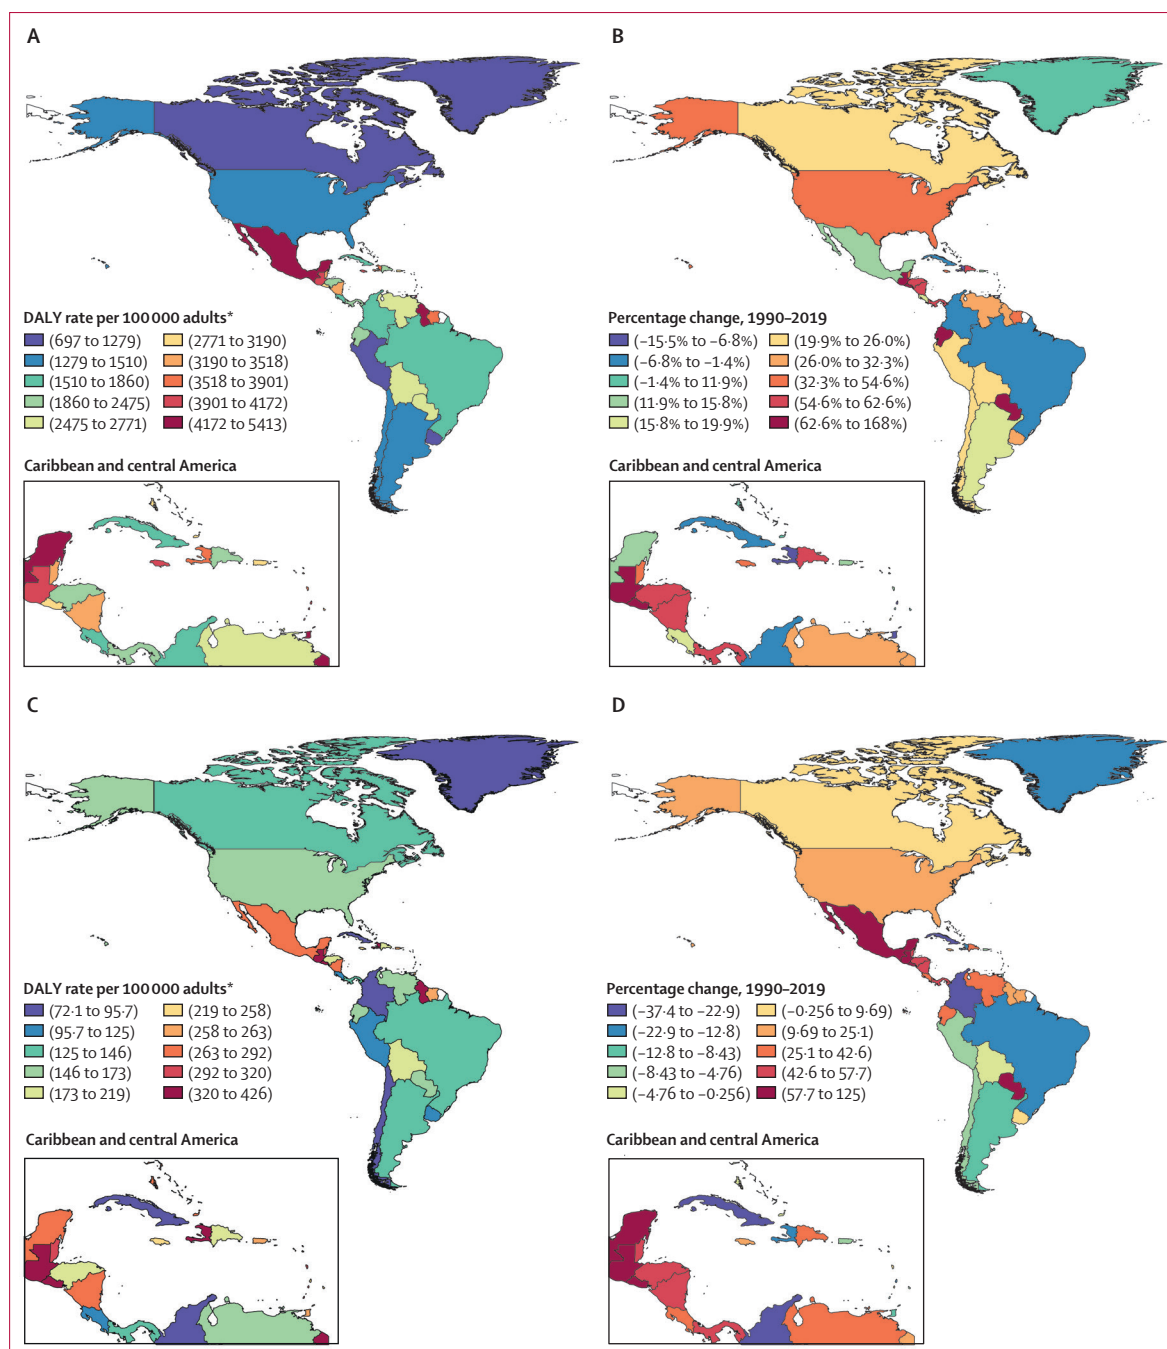 A
DALY rate per 100 000 adults*
(697 to 1279)
(1279 to 1510)
(1510 to 1860)
(1860 to 2475)
(2475 to 2771)
(2771 to 3190)
(3190 to 3518)
(3518 to 3901)
(3901 to 4172)
(4172 to 5413)
Caribbean and central America
B
Percentage change, 1990–2019
(–15·5% to –6·8%)
(–6·8% to –1·4%)
(–1·4% to 11·9%)
(11·9% to 15·8%)
(15·8% to 19·9%)
(19·9% to 26·0%)
(26·0% to 32·3%)
(32·3% to 54·6%)
(54·6% to 62·6%)
(62·6% to 168%)
Caribbean and central America
C
DALY rate per 100 000 adults*
(72·1 to 95·7)
(95·7 to 125)
(125 to 146)
(146 to 173)
(173 to 219)
(219 to 258)
(258 to 263)
(263 to 292)
(292 to 320)
(320 to 426)
Caribbean and central America
D
Percentage change, 1990–2019
(–37·4 to –22·9)
(–22·9 to –12·8)
(–12·8 to –8·43)
(–8·43 to –4·76)
(–4·76 to –0·256)
(–0·256 to 9·69)
(9·69 to 25·1)
(25·1 to 42·6)
(42·6 to 57·7)
(57·7 to 125)
Caribbean and central America